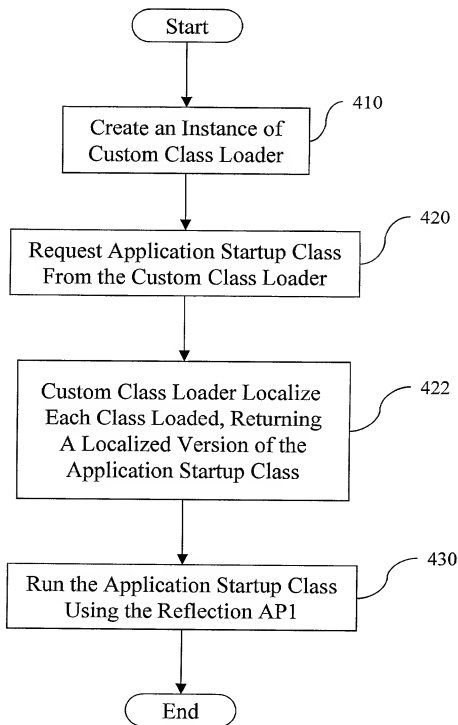 Start
410
Create an Instance of
Custom Class Loader
420
Request Application Startup Class
From the Custom Class Loader
422
Custom Class Loader Localize
Each Class Loaded, Returning
A Localized Version of the
Application Startup Class
430
Run the Application Startup Class
Using the Reflection AP1
End